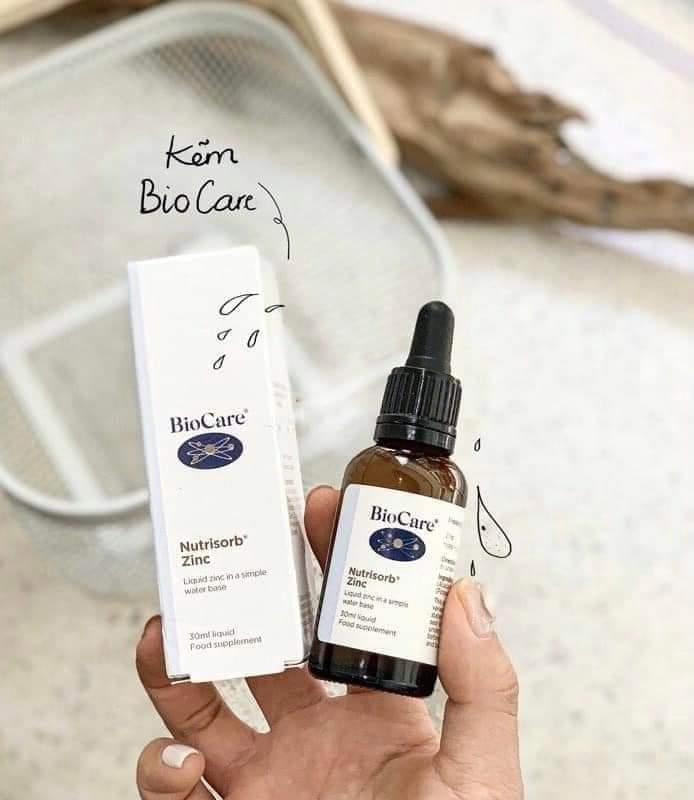 Kẽm
BioCare
BioCare®
Nutrisorb®
Zinc
Liquid zinc in a simple
water base
30ml liquid
Food supplement
BioCare®
Nutrisorb®
Zinc
Liquid zinc in a simple
water base
30ml liquid
Food supplement